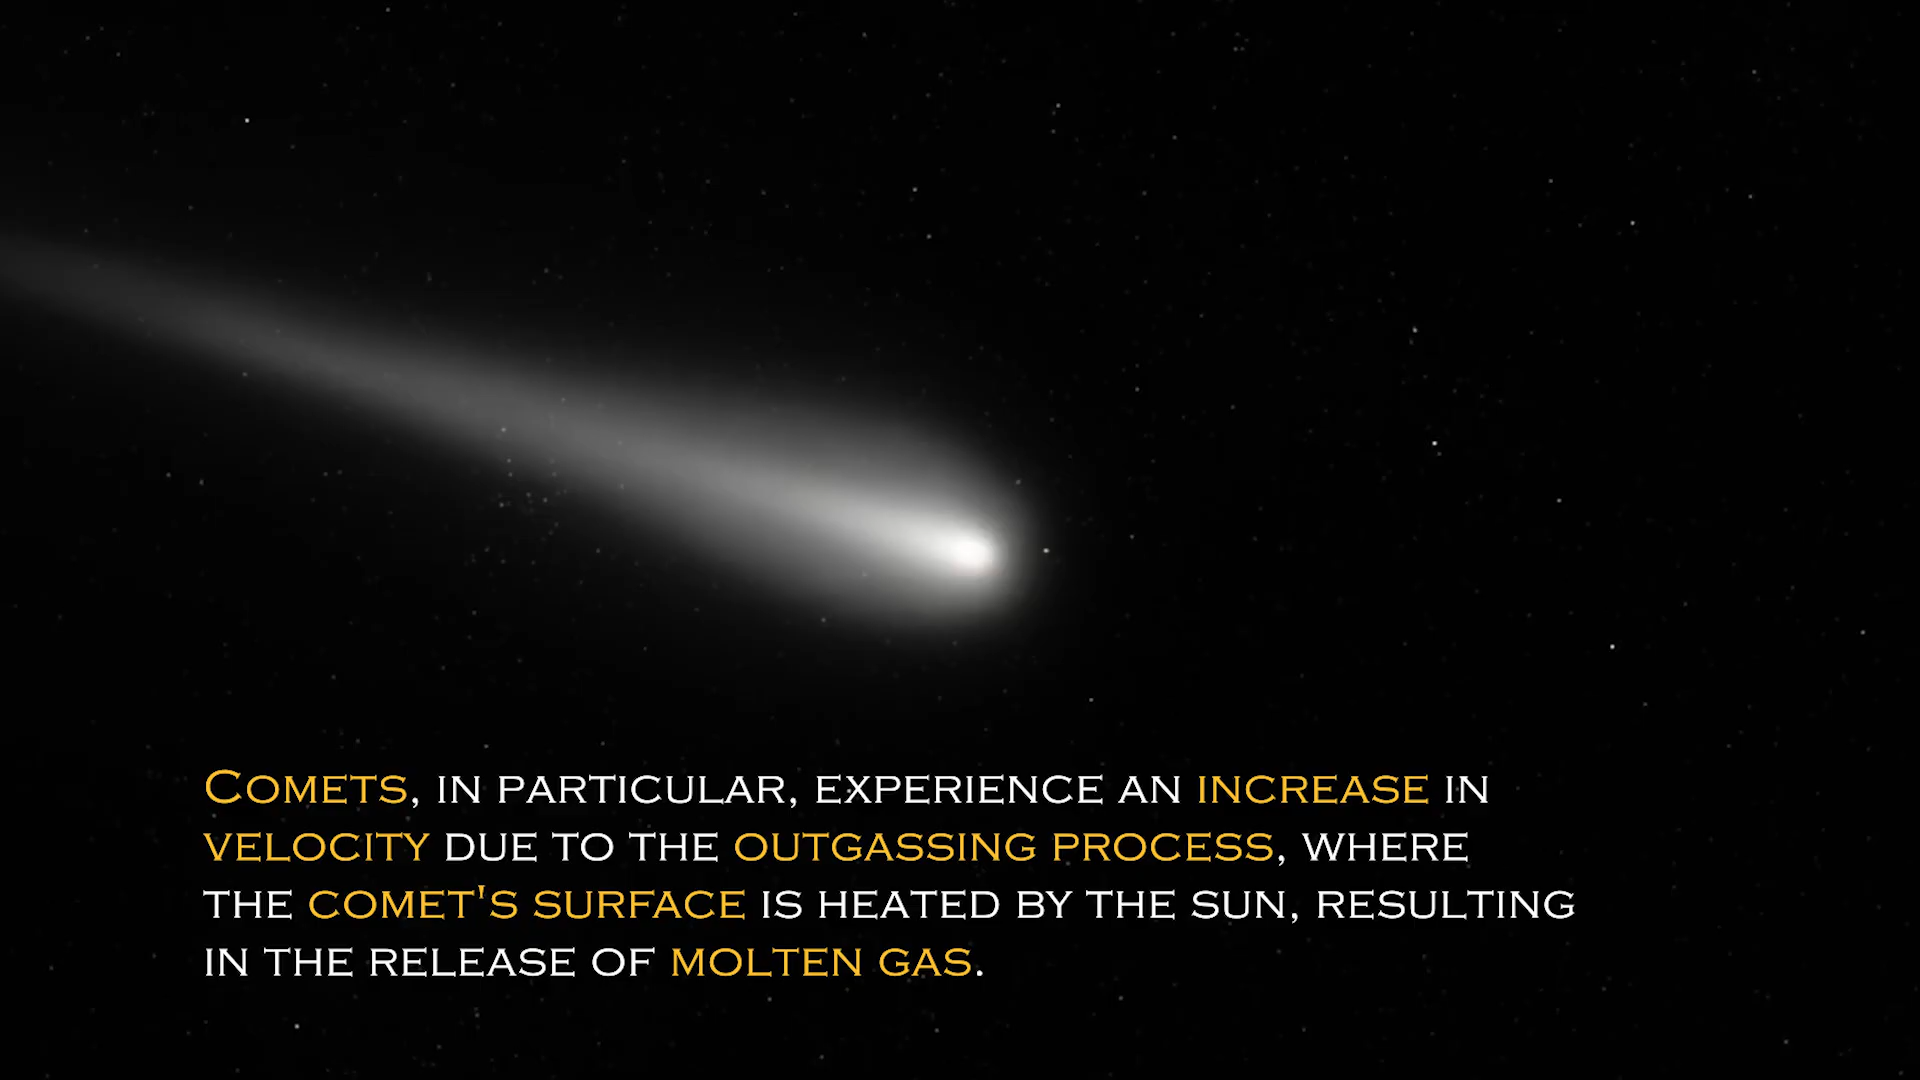 Comets, in particular, experience an increase in
velocity due to the outgassing process, where
the comet's surface is heated by the sun, resulting
in the release of molten gas.